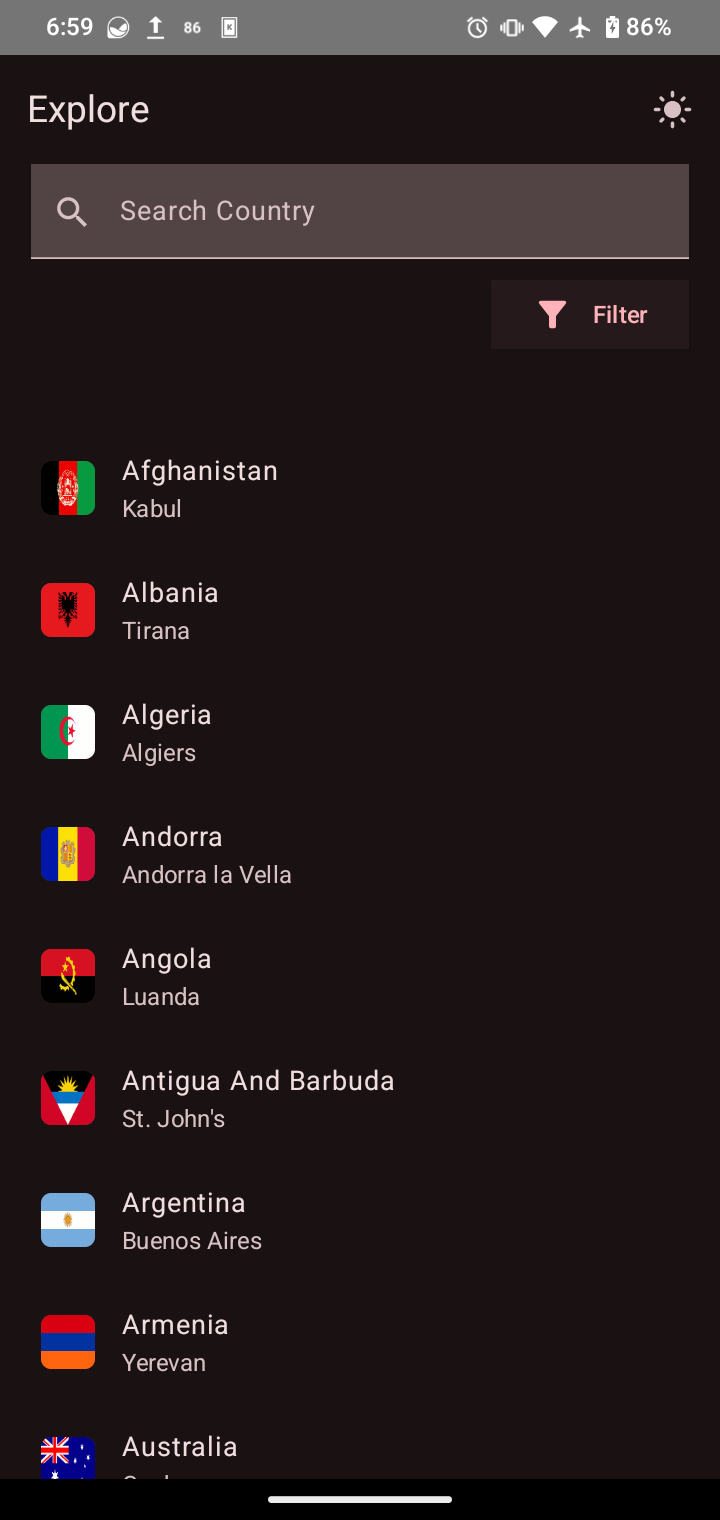 6:59 86 K 86%
Explore
Search Country
Filter
Afghanistan
Kabul
Albania
Tirana
Algeria
Algiers
Andorra
Andorra la Vella
Angola
Luanda
Antigua And Barbuda
St. John's
Argentina
Buenos Aires
Armenia
Yerevan
Australia